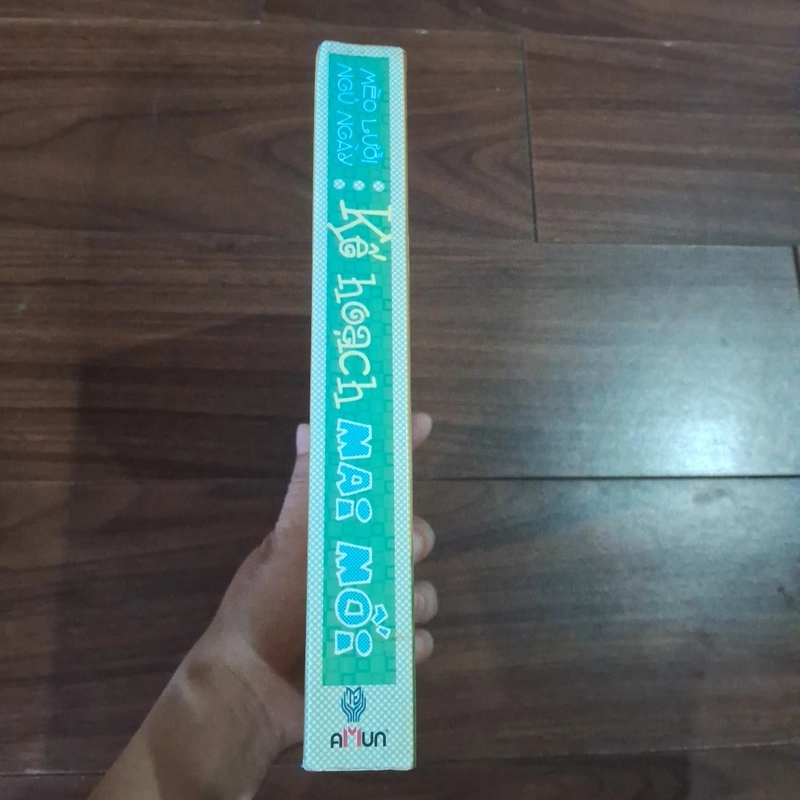 MÈO LƯỜI
NGỦ NGÀY
Kế hoạch MAI MỐI
AMUN